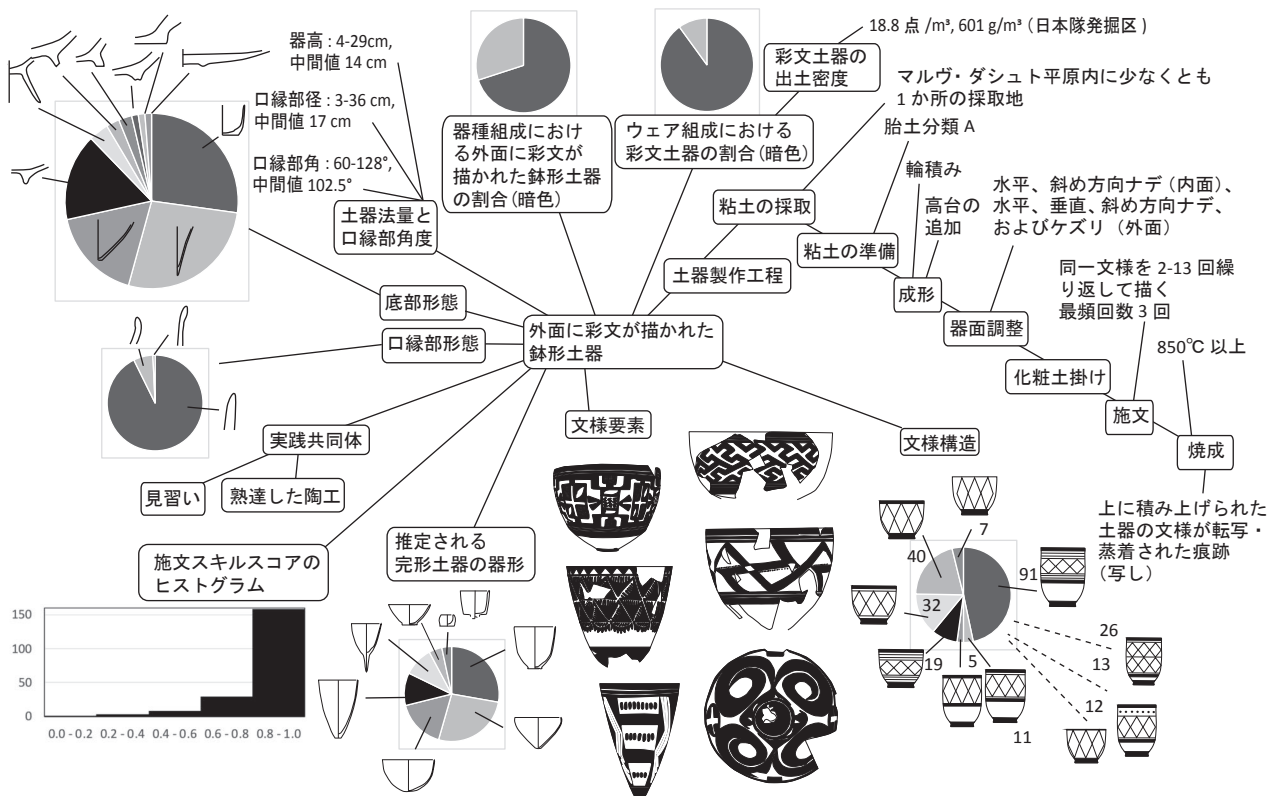 18.8 点 /m³, 601 g/m³ (日本隊発掘区 )
器高 : 4-29cm,
中間値 14 cm
口縁部径 : 3-36 cm,
中間値 17 cm
口縁部角 : 60-128°,
中間値 102.5°
土器法量と
口縁部角度
器種組成におけ
る外面に彩文が
描かれた鉢形土器
の割合 (暗色)
ウェア組成における
彩文土器の割合 (暗色)
彩文土器の
出土密度
マルヴ・ダシュト平原内に少なくとも
1 か所の採取地
胎土分類 A
粘土の採取
輪積み
高台の
追加
水平、斜め方向ナデ (内面)、
水平、垂直、斜め方向ナデ、
およびケズリ (外面)
粘土の準備
土器製作工程
成形
器面調整
同一文様を 2-13 回繰
り返して描く
最頻回数 3 回
850℃ 以上
化粧土掛け
施文
焼成
上に積み上げられた
土器の文様が転写・
蒸着された痕跡
(写し)
底部形態
口縁部形態
外面に彩文が描かれた
鉢形土器
実践共同体
見習い
熟達した陶工
文様要素
文様構造
施文スキルスコアの
ヒストグラム
150
100
50
0
0.0 - 0.2
0.2 - 0.4
0.4 - 0.6
0.6 - 0.8
0.8 - 1.0
推定される
完形土器の器形
7
40
91
32
26
19
5
13
12
11